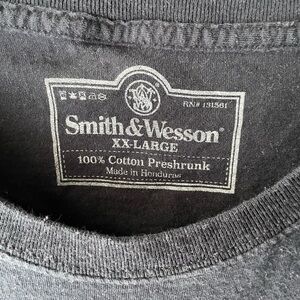 RN# 131561
Smith & Wesson®
XX-LARGE
100% Cotton Preshrunk
Made in Honduras